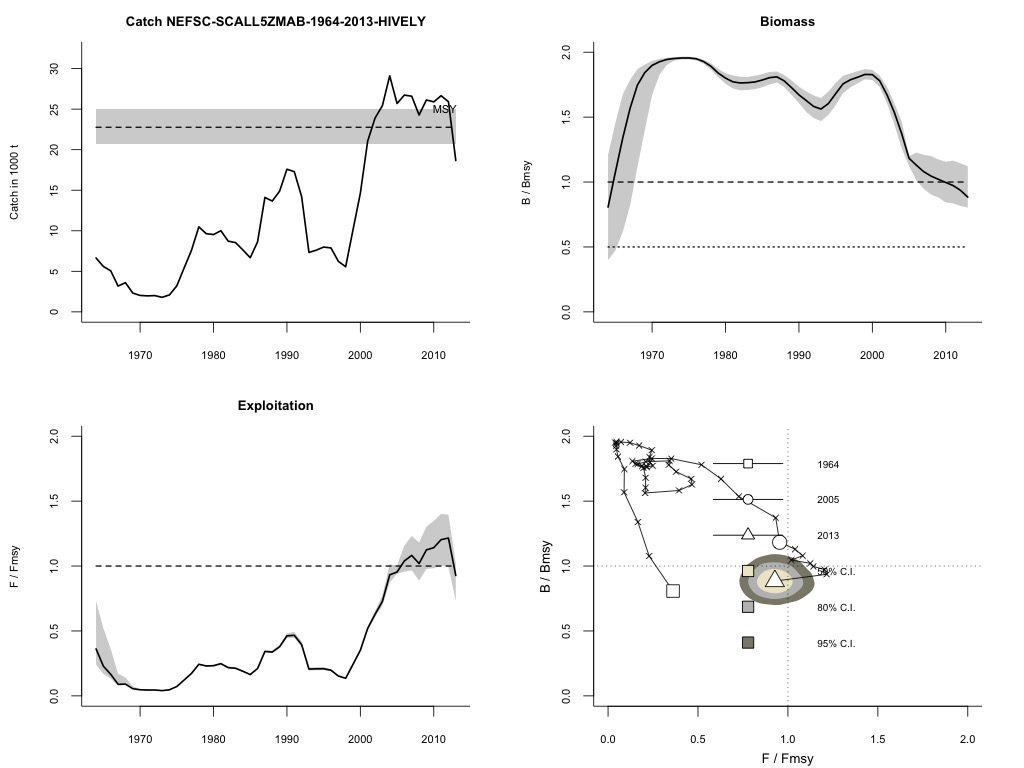 Catch NEFSC-SCALL5ZMAB-1964-2013-HIVELY
Catch in 1000 t
0 5 10 15 20 25 30
MSY
1970 1980 1990 2000 2010
Biomass
B / Bmsy
0.0 0.5 1.0 1.5 2.0
1970 1980 1990 2000 2010
Exploitation
F / Fmsy
0.0 0.5 1.0 1.5 2.0
1970 1980 1990 2000 2010
B / Bmsy
0.0 0.5 1.0 1.5 2.0
1964
2005
2013
50% C.I.
80% C.I.
95% C.I.
0.0 0.5 1.0 1.5 2.0
F / Fmsy